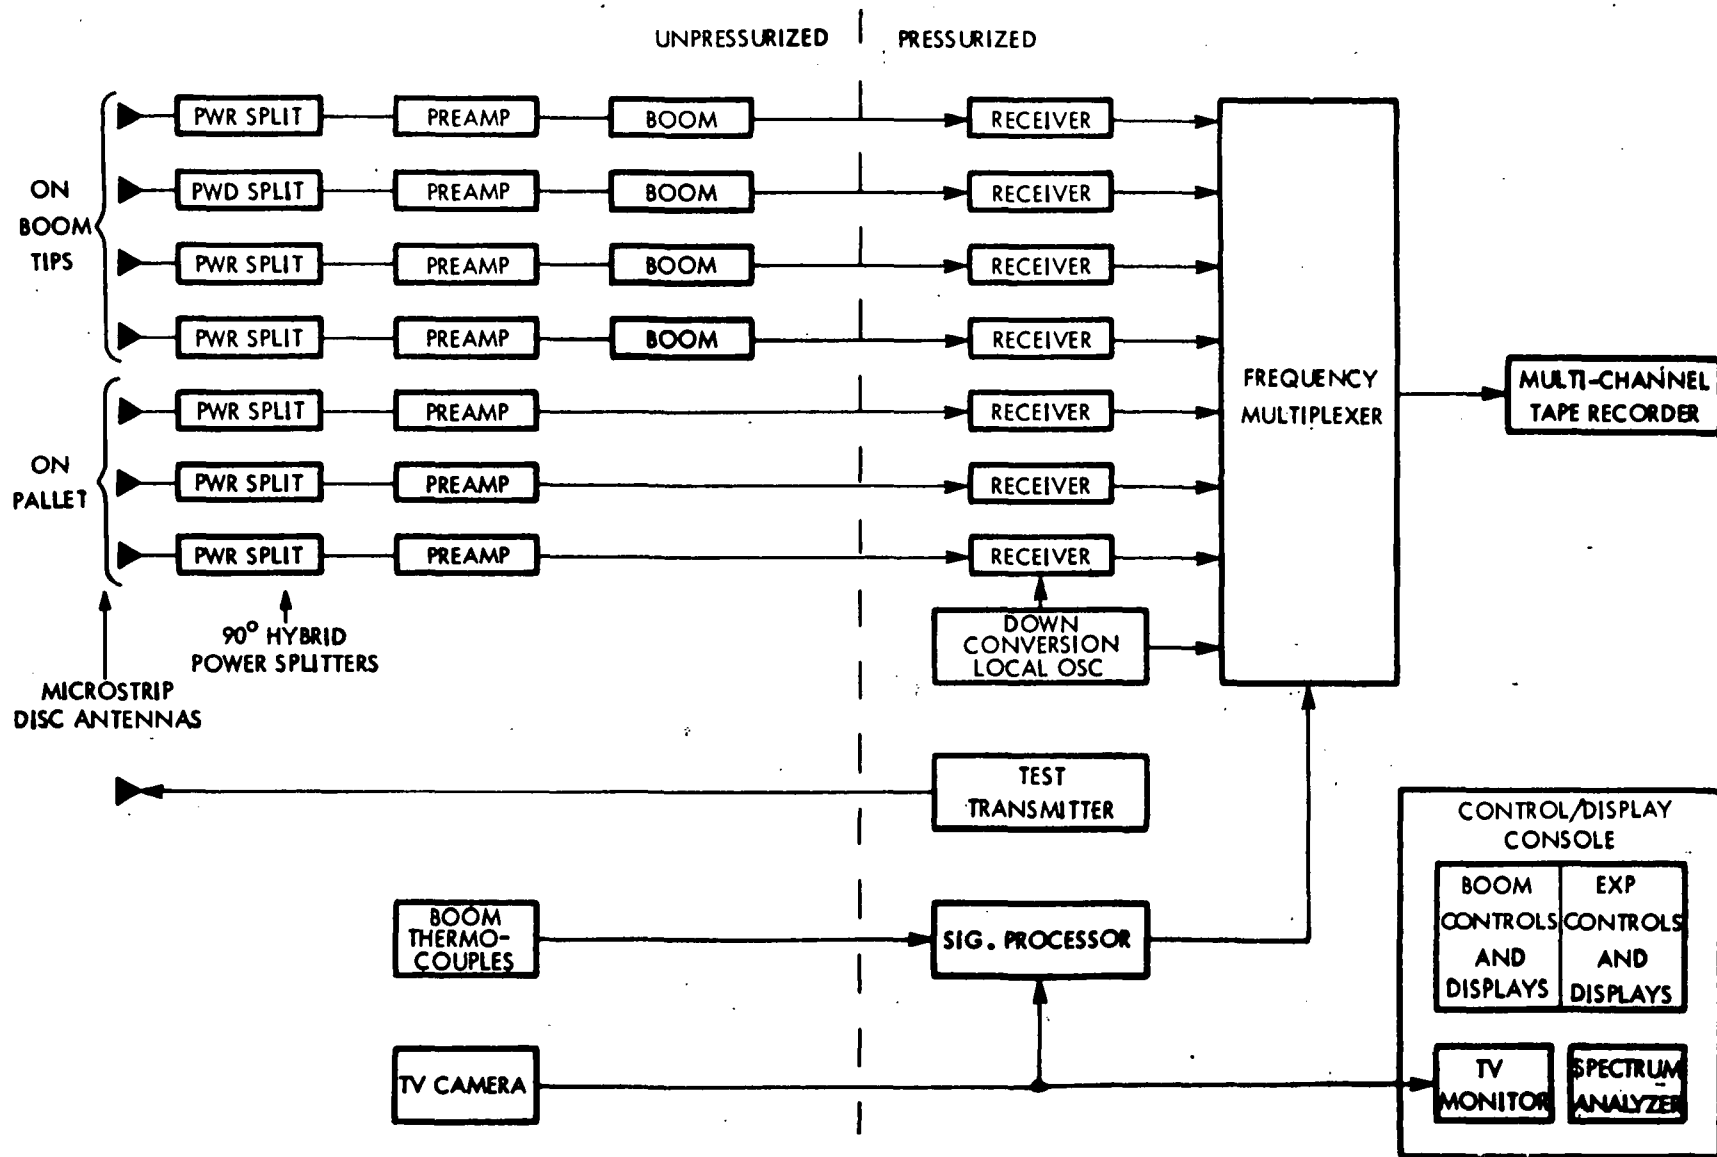 UNPRESSURIZED PRESSURIZED
PWR SPLIT PREAMP BOOM RECEIVER
PWD SPLIT PREAMP BOOM RECEIVER
PWR SPLIT PREAMP BOOM RECEIVER
PWR SPLIT PREAMP BOOM RECEIVER
ON
BOOM
TIPS
PWR SPLIT PREAMP RECEIVER
PWR SPLIT PREAMP RECEIVER
PWR SPLIT PREAMP RECEIVER
ON
PALLET
FREQUENCY
MULTIPLEXER
MULTI-CHANNEL
TAPE RECORDER
90° HYBRID
POWER SPLITTERS
DOWN
CONVERSION
LOCAL OSC
MICROSTRIP
DISC ANTENNAS
TEST
TRANSMITTER
BOOM
THERMO-
COUPLES
SIG. PROCESSOR
TV CAMERA
CONTROL/DISPLAY
CONSOLE
BOOM
CONTROLS
AND
DISPLAYS
EXP
CONTROLS
AND
DISPLAYS
TV
MONITOR
SPECTRUM
ANALYZER